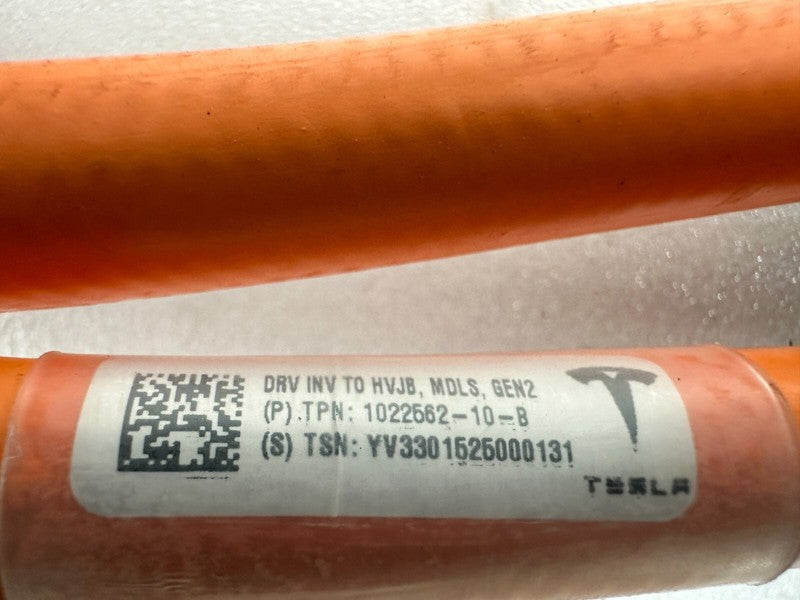 DRV INV TO HVJB, MDLS, GEN2
(P) TPN: 1022562-10-B
(S) TSN: YV3301525000131
TESLA